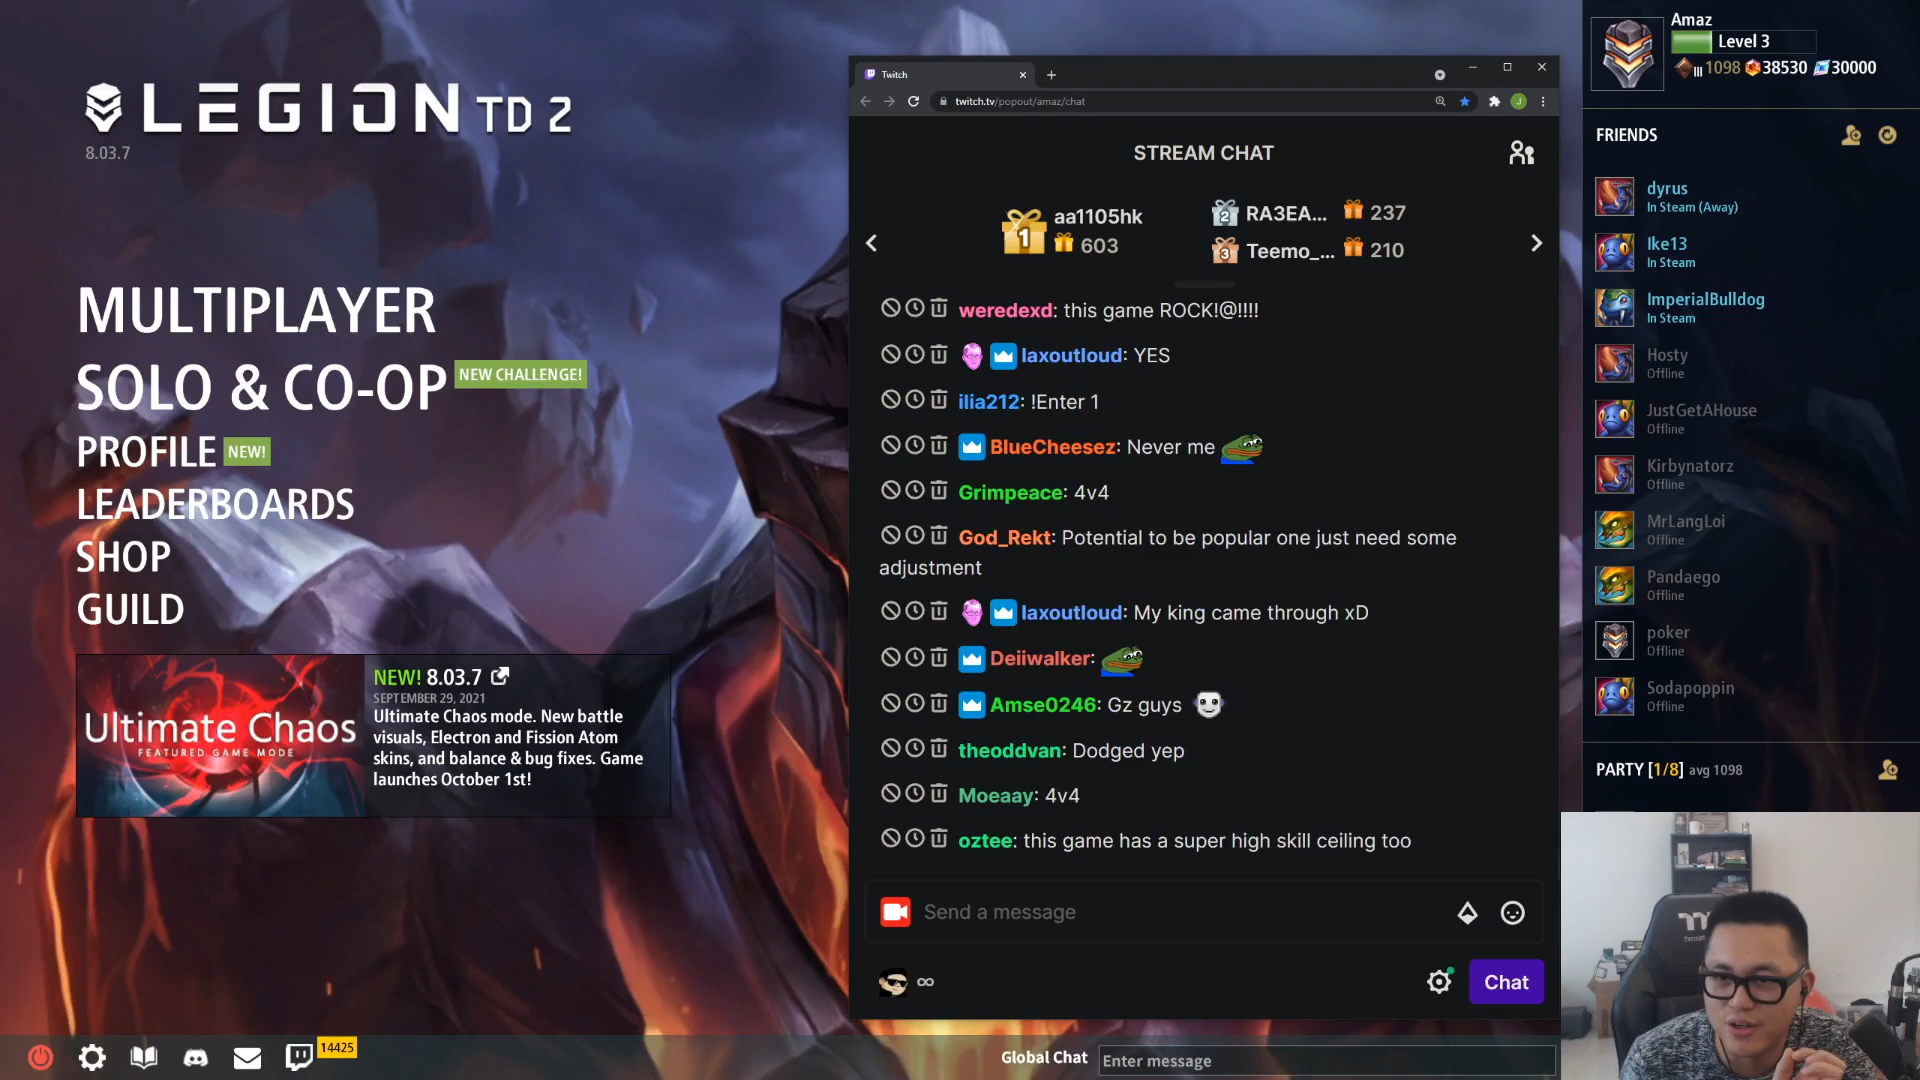 LEGION TD 2
8.03.7
MULTIPLAYER
SOLO & CO-OP NEW CHALLENGE!
PROFILE NEW!
LEADERBOARDS
SHOP
GUILD
Ultimate Chaos
FEATURED GAME MODE
NEW! 8.03.7
SEPTEMBER 29, 2021
Ultimate Chaos mode. New battle
visuals, Electron and Fission Atom
skins, and balance & bug fixes. Game
launches October 1st!
14425
Twitch
twitch.tv/popout/amaz/chat
J
STREAM CHAT
1 aa1105hk 603
2 RA3EA... 237
3 Teemo_... 210
weredexd: this game ROCK!@!!!!
laxoutloud: YES
ilia212: !Enter 1
BlueCheesez: Never me
Grimpeace: 4v4
God_Rekt: Potential to be popular one just need some
adjustment
laxoutloud: My king came through xD
Deiiwalker:
Amse0246: Gz guys
theoddvan: Dodged yep
Moeaay: 4v4
oztee: this game has a super high skill ceiling too
Send a message
∞
Chat
Global Chat Enter message
Amaz
Level 3
III 1098 38530 30000
FRIENDS
dyrus
In Steam (Away)
Ike13
In Steam
ImperialBulldog
In Steam
Hosty
Offline
JustGetAHouse
Offline
Kirbynatorz
Offline
MrLangLoi
Offline
Pandaego
Offline
poker
Offline
Sodapoppin
Offline
PARTY [1/8] avg 1098